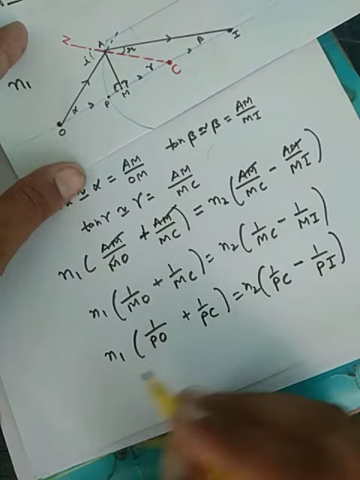 N A i r β I
n₁ C
α P M γ
O
α ≃ α = AM/OM tan β ≃ β = AM/MI
tan γ ≃ γ = AM/MC
n₁ ( AM/MO + AM/MC ) = n₂ ( AM/MC − AM/MI )
n₁ ( 1/MO + 1/MC ) = n₂ ( 1/MC − 1/MI )
n₁ ( 1/PO + 1/PC ) = n₂ ( 1/PC − 1/PI )